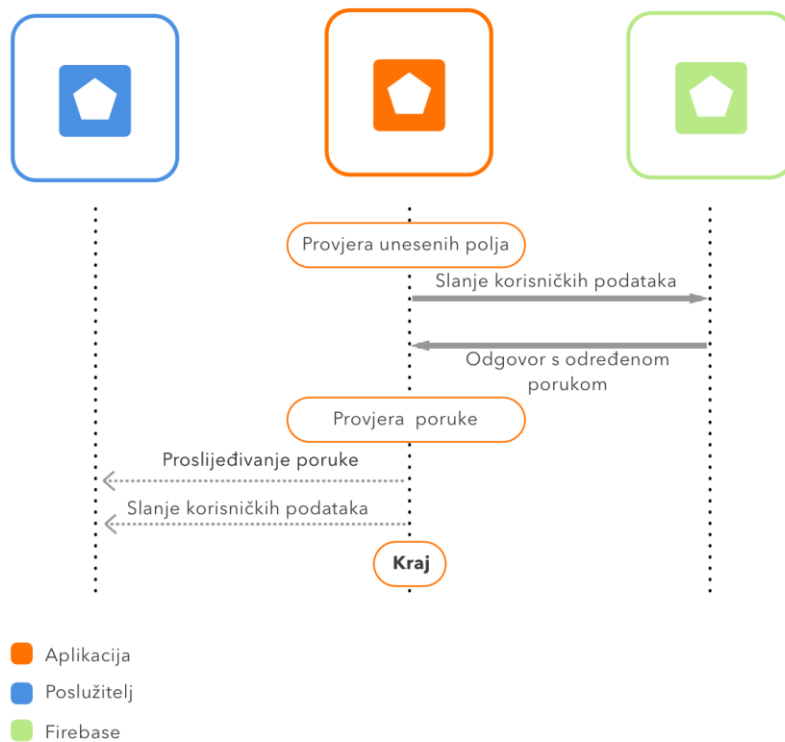 Provjera unesenih polja
Slanje korisničkih podataka
Odgovor s određenom
porukom
Provjera poruke
Proslijeđivanje poruke
Slanje korisničkih podataka
Kraj
Aplikacija
Poslužitelj
Firebase